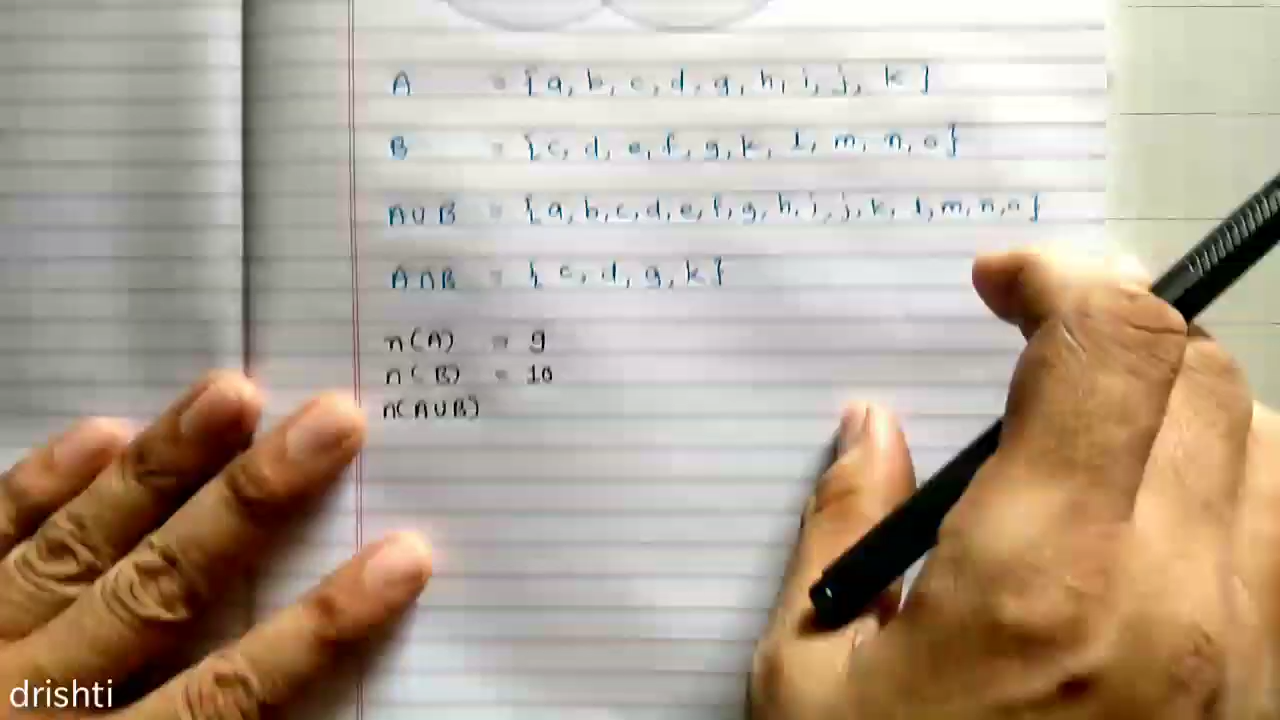 A = {a, b, c, d, g, h, i, j, k}
B = {c, d, e, f, g, k, l, m, n, o}
A∪B = {a, b, c, d, e, f, g, h, i, j, k, l, m, n, o}
A∩B = {c, d, g, k}
n(A) = 9
n(B) = 10
n(A∪B)
drishti